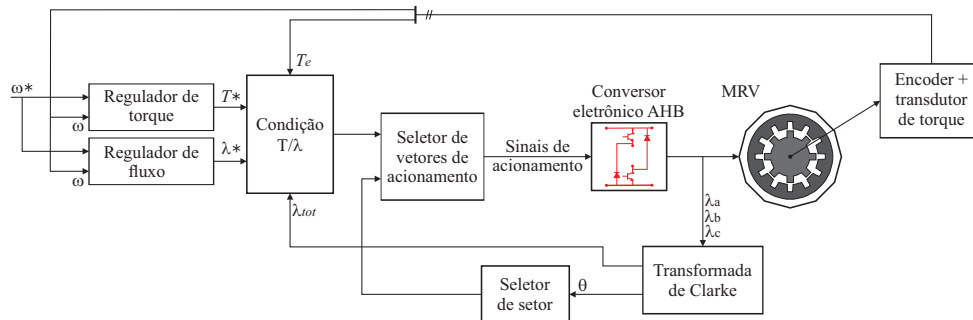 Te
ω*
Regulador de
torque
ω
T*
Regulador de
fluxo
ω
λ*
Condição
T/λ
λtot
Seletor de
vetores de
acionamento
Sinais de
acionamento
Conversor
eletrônico AHB
MRV
Encoder +
transdutor
de torque
λa
λb
λc
Transformada
de Clarke
θ
Seletor
de setor